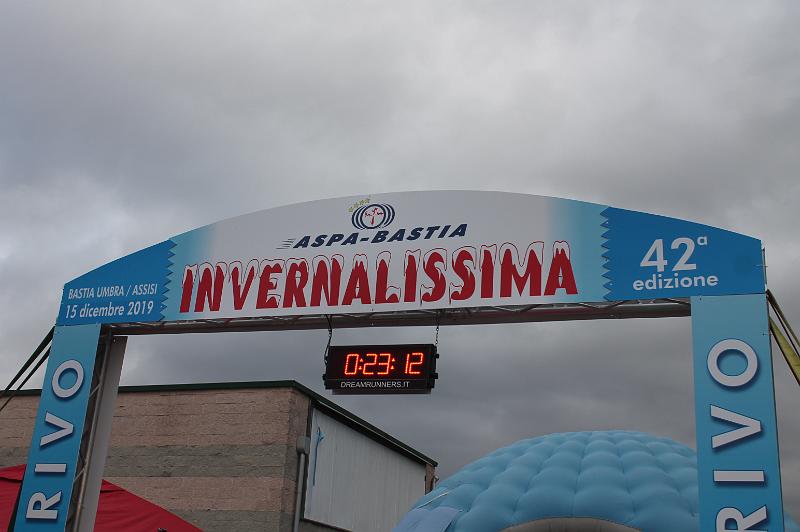 ASPA-BASTIA
INVERNALISSIMA
BASTIA UMBRA / ASSISI
15 dicembre 2019
42ª
edizione
0:23:12
DREAMRUNNERS.IT
RIVO
RIVO